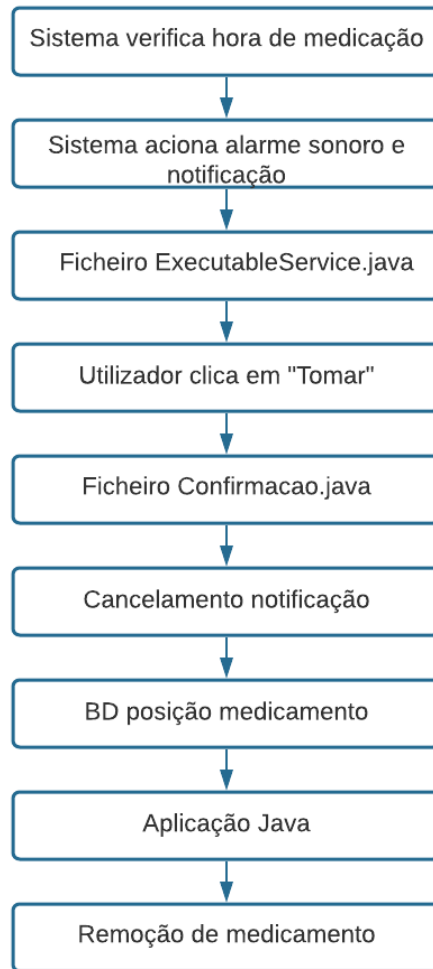 Sistema verifica hora de medicação
Sistema aciona alarme sonoro e
notificação
Ficheiro ExecutableService.java
Utilizador clica em "Tomar"
Ficheiro Confirmacao.java
Cancelamento notificação
BD posição medicamento
Aplicação Java
Remoção de medicamento